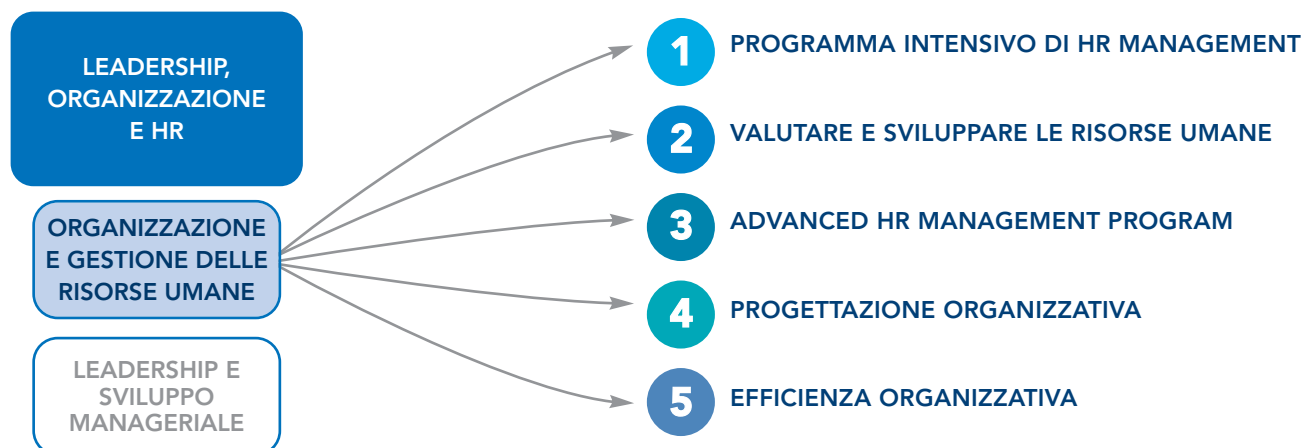 LEADERSHIP,
ORGANIZZAZIONE
E HR
ORGANIZZAZIONE
E GESTIONE DELLE
RISORSE UMANE
LEADERSHIP E
SVILUPPO
MANAGERIALE
1 PROGRAMMA INTENSIVO DI HR MANAGEMENT
2 VALUTARE E SVILUPPARE LE RISORSE UMANE
3 ADVANCED HR MANAGEMENT PROGRAM
4 PROGETTAZIONE ORGANIZZATIVA
5 EFFICIENZA ORGANIZZATIVA